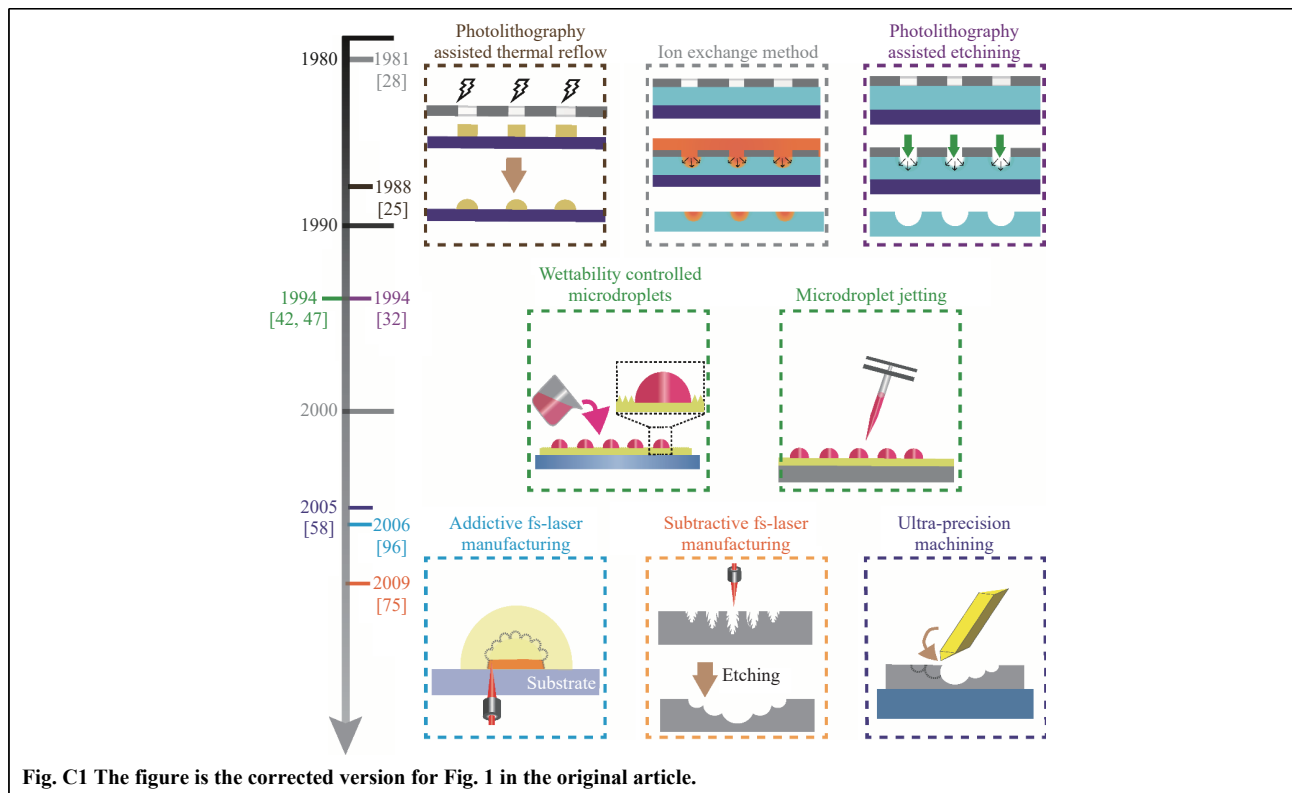 Photolithography
assisted thermal reflow
Ion exchange method
Photolithography
assisted etchining
1980
1981
[28]
1988
[25]
1990
1994
[42, 47]
1994
[32]
Wettability controlled
microdroplets
Microdroplet jetting
2000
2005
[58]
2006
[96]
2009
[75]
Addictive fs-laser
manufacturing
Substrate
Subtractive fs-laser
manufacturing
Etching
Ultra-precision
machining
Fig. C1 The figure is the corrected version for Fig. 1 in the original article.